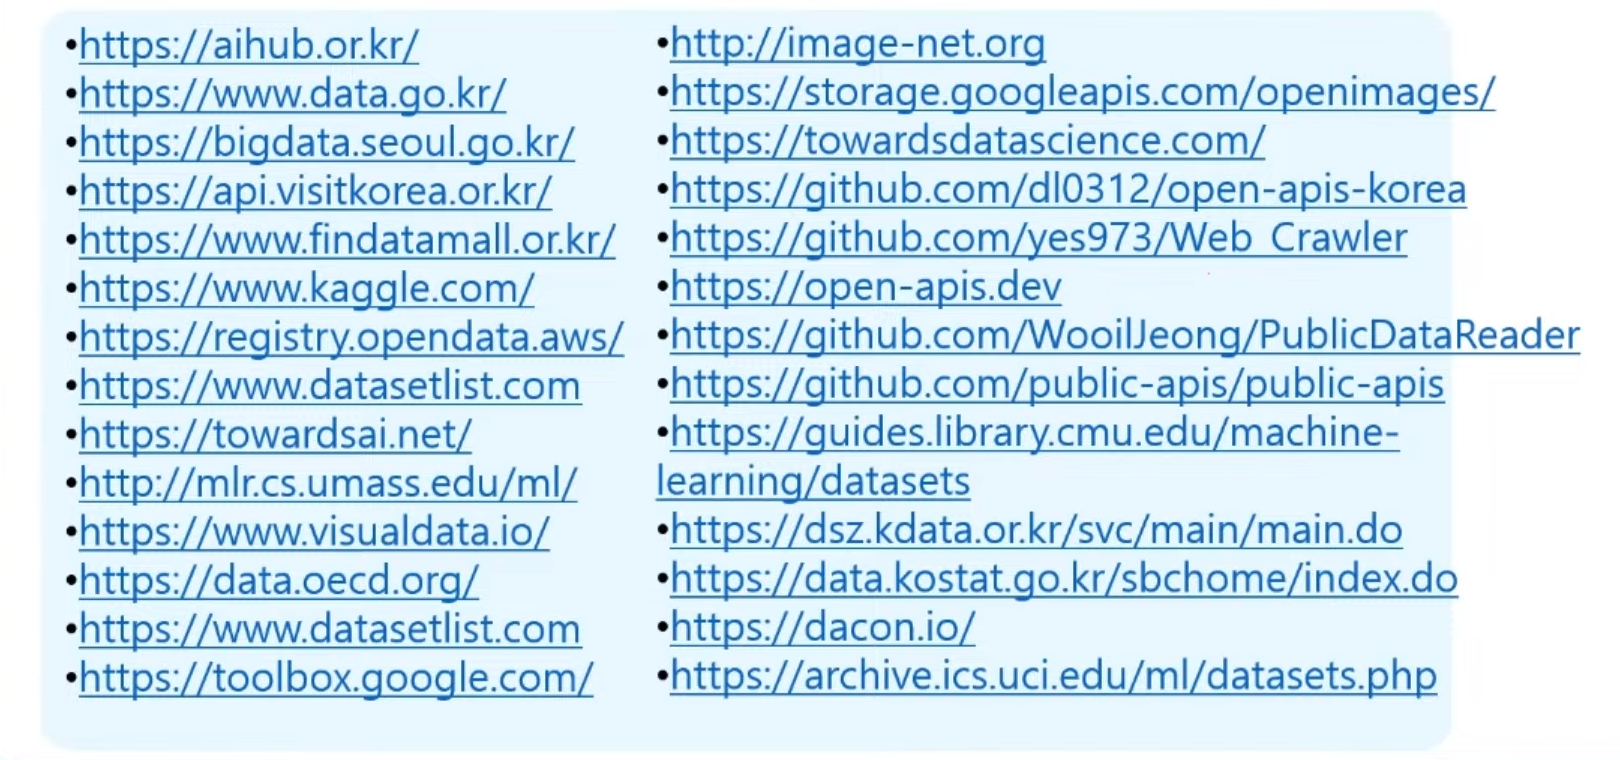 •https://aihub.or.kr/
•https://www.data.go.kr/
•https://bigdata.seoul.go.kr/
•https://api.visitkorea.or.kr/
•https://www.findatamall.or.kr/
•https://www.kaggle.com/
•https://registry.opendata.aws/
•https://www.datasetlist.com
•https://towardsai.net/
•http://mlr.cs.umass.edu/ml/
•https://www.visualdata.io/
•https://data.oecd.org/
•https://www.datasetlist.com
•https://toolbox.google.com/
•http://image-net.org
•https://storage.googleapis.com/openimages/
•https://towardsdatascience.com/
•https://github.com/dl0312/open-apis-korea
•https://github.com/yes973/Web_Crawler
•https://open-apis.dev
•https://github.com/WooilJeong/PublicDataReader
•https://github.com/public-apis/public-apis
•https://guides.library.cmu.edu/machine-
learning/datasets
•https://dsz.kdata.or.kr/svc/main/main.do
•https://data.kostat.go.kr/sbchome/index.do
•https://dacon.io/
•https://archive.ics.uci.edu/ml/datasets.php